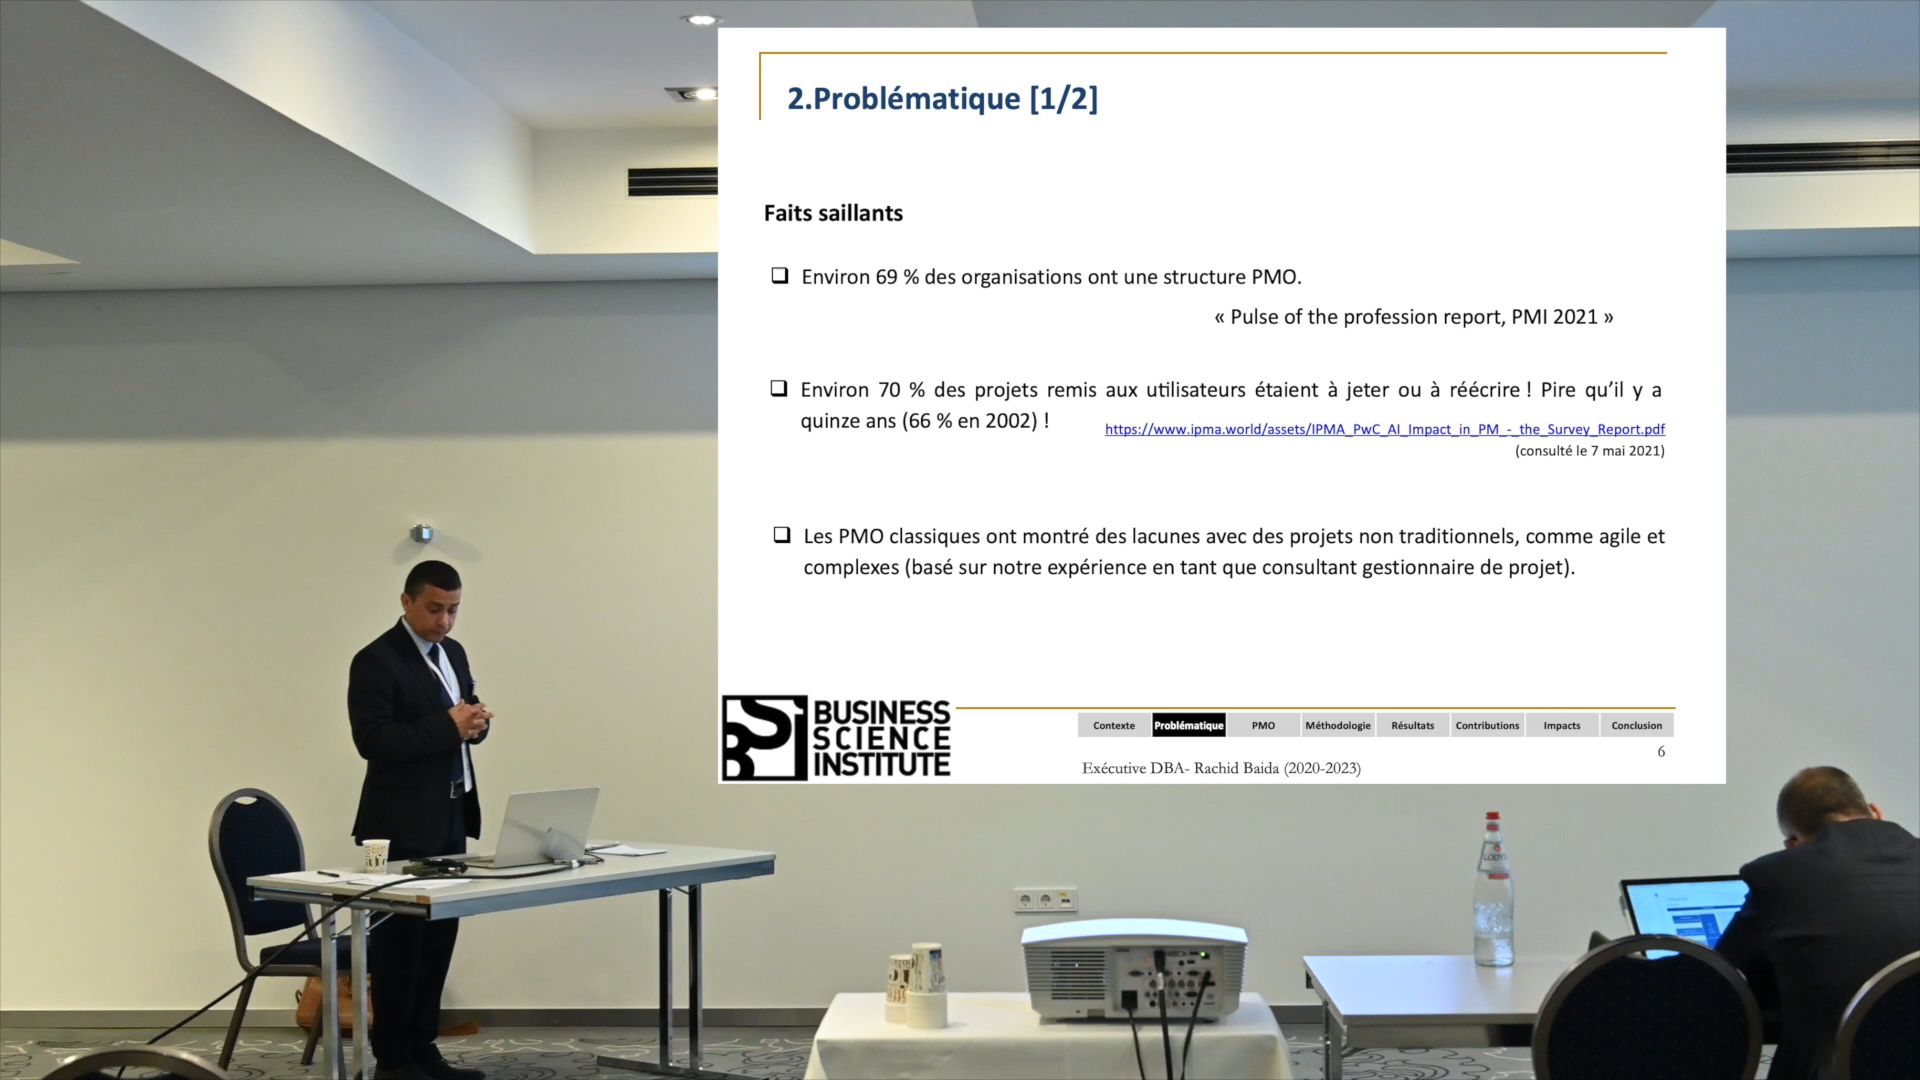 2.Problématique [1/2]
Faits saillants
❑ Environ 69 % des organisations ont une structure PMO.
« Pulse of the profession report, PMI 2021 »
❑ Environ 70 % des projets remis aux utilisateurs étaient à jeter ou à réécrire ! Pire qu’il y a
quinze ans (66 % en 2002) !
https://www.ipma.world/assets/IPMA_PwC_AI_Impact_in_PM_-_the_Survey_Report.pdf
(consulté le 7 mai 2021)
❑ Les PMO classiques ont montré des lacunes avec des projets non traditionnels, comme agile et
complexes (basé sur notre expérience en tant que consultant gestionnaire de projet).
BSI
BUSINESS
SCIENCE
INSTITUTE
Contexte Problématique PMO Méthodologie Résultats Contributions Impacts Conclusion
6
Exécutive DBA- Rachid Baida (2020-2023)